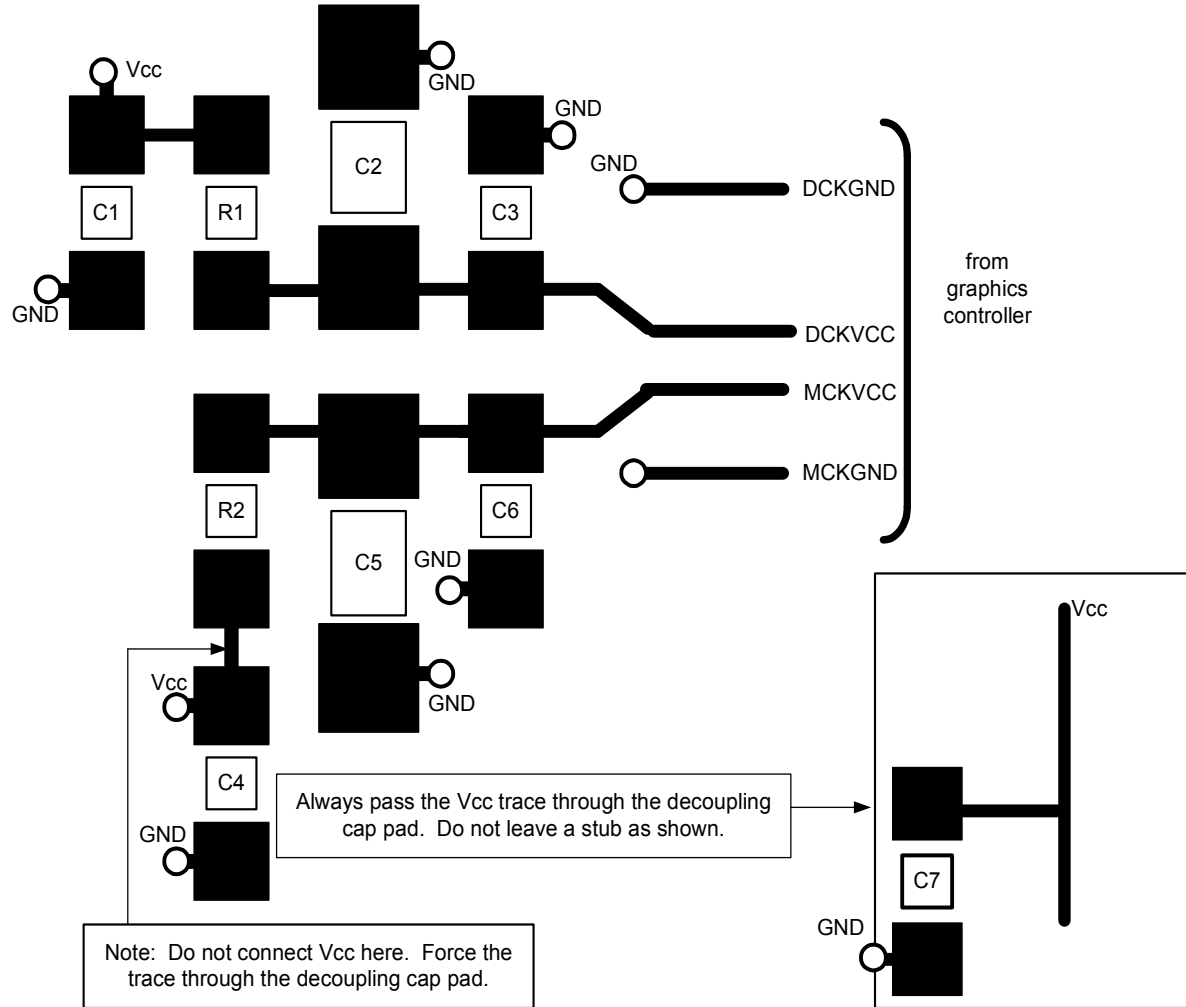 Vcc
GND
GND
GND
C2
C1
R1
C3
DCKGND
GND
from
graphics
controller
DCKVCC
MCKVCC
MCKGND
R2
C6
C5
GND
Vcc
Vcc
GND
C4
Always pass the Vcc trace through the decoupling
cap pad.  Do not leave a stub as shown.
GND
C7
GND
Note:  Do not connect Vcc here.  Force the
trace through the decoupling cap pad.